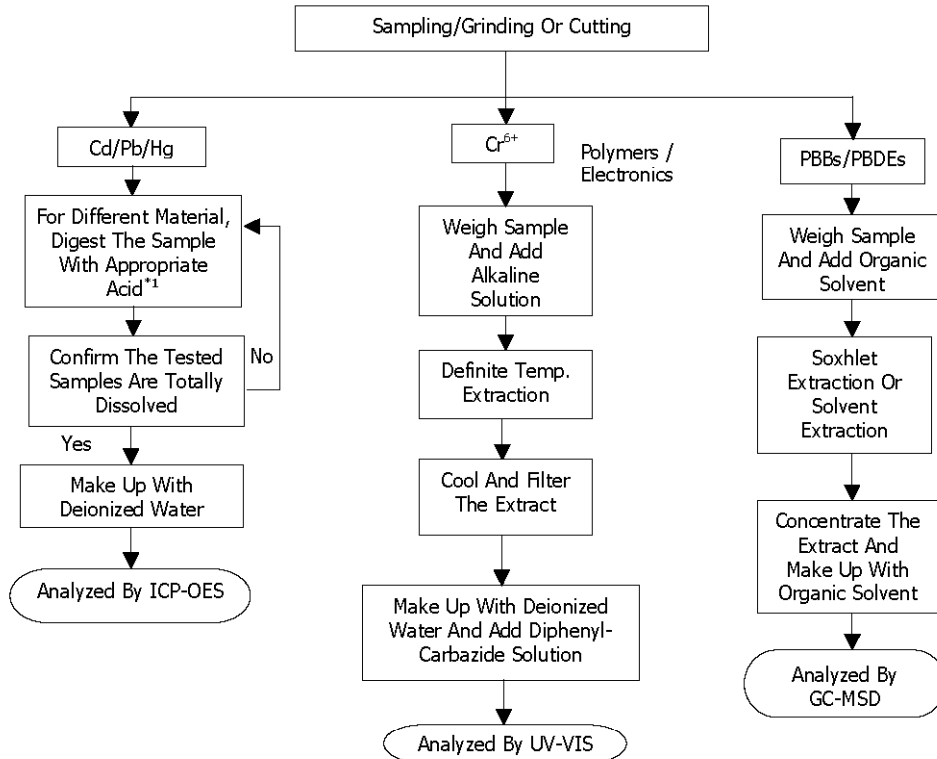 Sampling/Grinding Or Cutting
Cd/Pb/Hg
For Different Material,
Digest The Sample
With Appropriate
Acid*1
Confirm The Tested
Samples Are Totally
Dissolved
No
Yes
Make Up With
Deionized Water
Analyzed By ICP-OES
Cr6+
Polymers /
Electronics
Weigh Sample
And Add
Alkaline
Solution
Definite Temp.
Extraction
Cool And Filter
The Extract
Make Up With Deionized
Water And Add Diphenyl-
Carbazide Solution
Analyzed By UV-VIS
PBBs/PBDEs
Weigh Sample
And Add Organic
Solvent
Soxhlet
Extraction Or
Solvent
Extraction
Concentrate The
Extract And
Make Up With
Organic Solvent
Analyzed By
GC-MSD